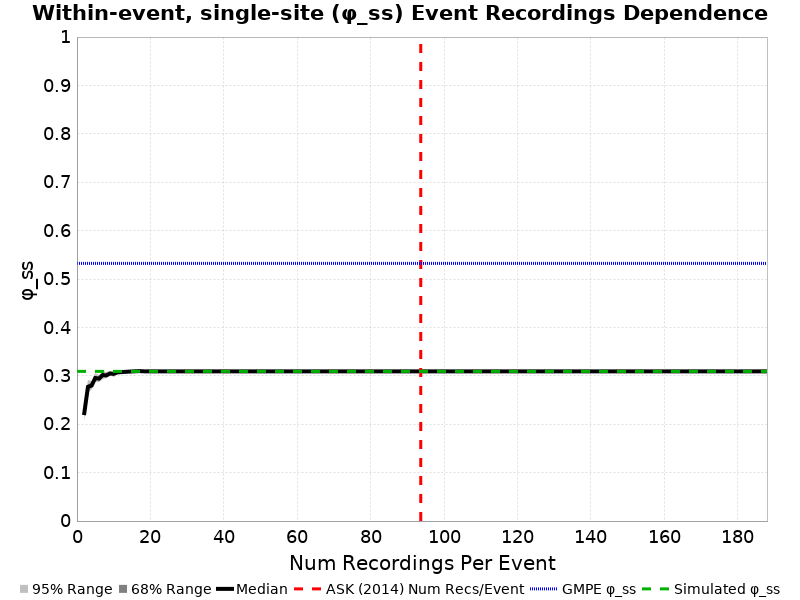 Within-event, single-site (φ_ss) Event Recordings Dependence
1
0.9
0.8
0.7
0.6
0.5
0.4
0.3
0.2
0.1
0
φ_ss
0 20 40 60 80 100 120 140 160 180
Num Recordings Per Event
95% Range 68% Range Median ASK (2014) Num Recs/Event GMPE φ_ss Simulated φ_ss